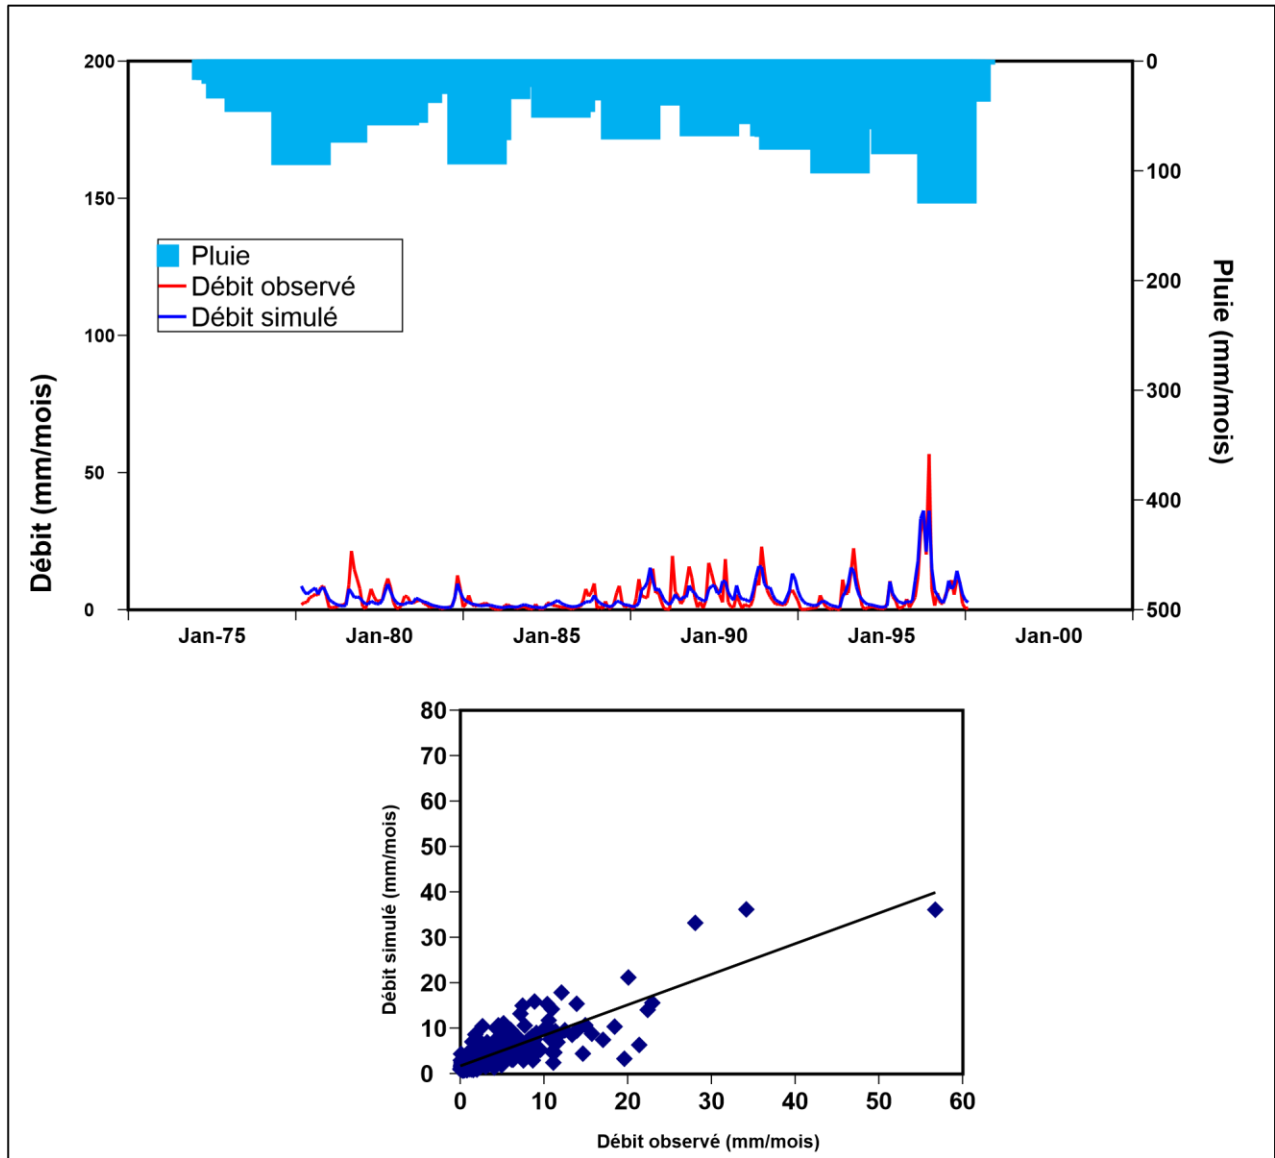 200
150
100
50
0
Débit (mm/mois)
0
100
200
300
400
500
Pluie (mm/mois)
Pluie
Débit observé
Débit simulé
Jan-75 Jan-80 Jan-85 Jan-90 Jan-95 Jan-00
80
70
60
50
40
30
20
10
0
Débit simulé (mm/mois)
0 10 20 30 40 50 60
Débit observé (mm/mois)